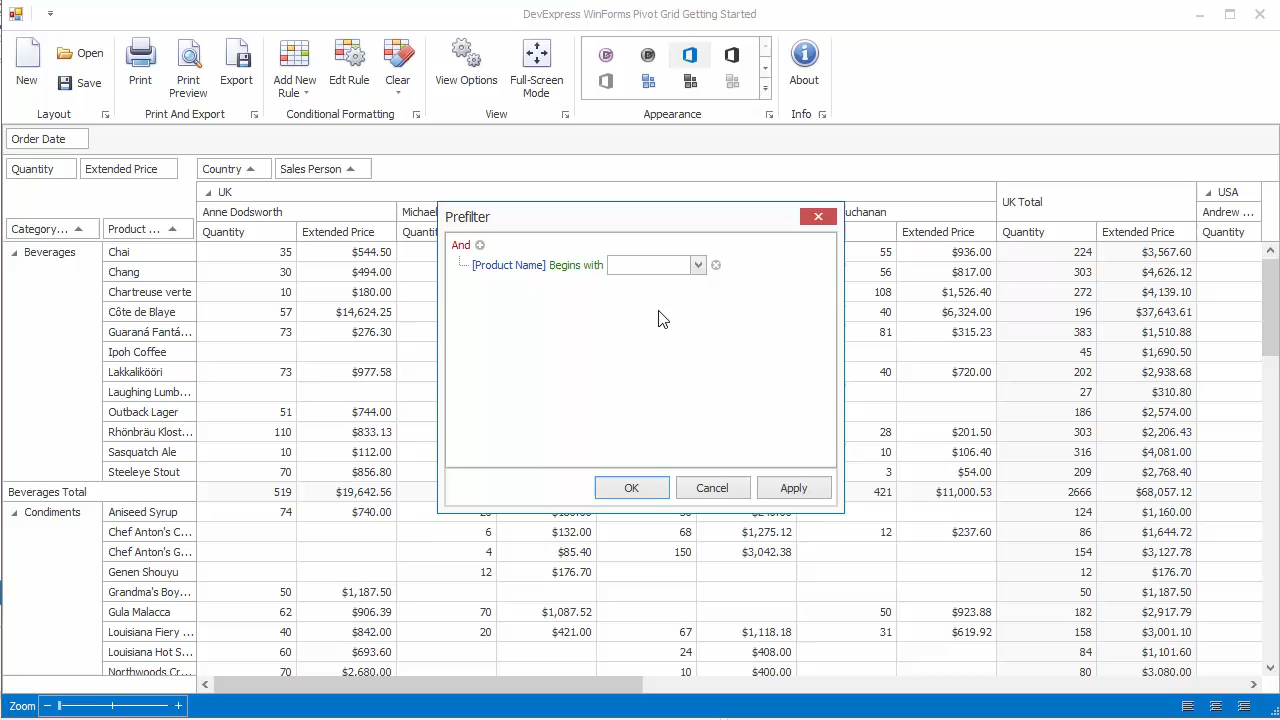 DevExpress WinForms Pivot Grid Getting Started
New Open Save Print Print Preview Export Add New Rule Edt Rule Clear View Options Full-Screen Mode About
Layout Print And Export Conditional Formatting View Appearance Info
Order Date
Quantity Extended Price Country Sales Person
UK UK Total USA
Anne Dodsworth Michael uchanan Andrew ...
Category... Product ... Quantity Extended Price Quanti Extended Price Quantity Extended Price Quantity
Beverages Chai 35 $544.50 55 $936.00 224 $3,567.60
Chang 30 $494.00 56 $817.00 303 $4,626.12
Chartreuse verte 10 $180.00 108 $1,526.40 272 $4,139.10
Côte de Blaye 57 $14,624.25 40 $6,324.00 196 $37,643.61
Guaraná Fantá... 73 $276.30 81 $315.23 383 $1,510.88
Ipoh Coffee 45 $1,690.50
Lakkalikööri 73 $977.58 40 $720.00 202 $2,938.68
Laughing Lumb... 27 $310.80
Outback Lager 51 $744.00 186 $2,574.00
Rhönbräu Klost... 110 $833.13 28 $201.50 303 $2,206.43
Sasquatch Ale 10 $112.00 10 $106.40 316 $4,081.00
Steeleye Stout 70 $856.80 3 $54.00 209 $2,768.40
Beverages Total 519 $19,642.56 421 $11,000.53 2666 $68,057.12
Condiments Aniseed Syrup 74 $740.00 124 $1,160.00
Chef Anton's C... 6 $132.00 68 $1,275.12 12 $237.60 86 $1,644.72
Chef Anton's G... 4 $85.40 150 $3,042.38 154 $3,127.78
Genen Shouyu 12 $176.70 12 $176.70
Grandma's Boy... 50 $1,187.50 50 $1,187.50
Gula Malacca 62 $906.39 70 $1,087.52 50 $923.88 182 $2,917.79
Louisiana Fiery ... 40 $842.00 20 $421.00 67 $1,118.18 31 $619.92 158 $3,001.10
Louisiana Hot S... 60 $693.60 24 $408.00 84 $1,101.60
Northwoods Cr... 70 $2,680.00 10 $400.00 80 $3,080.00
Prefilter
And
[Product Name] Begins with
OK Cancel Apply
Zoom